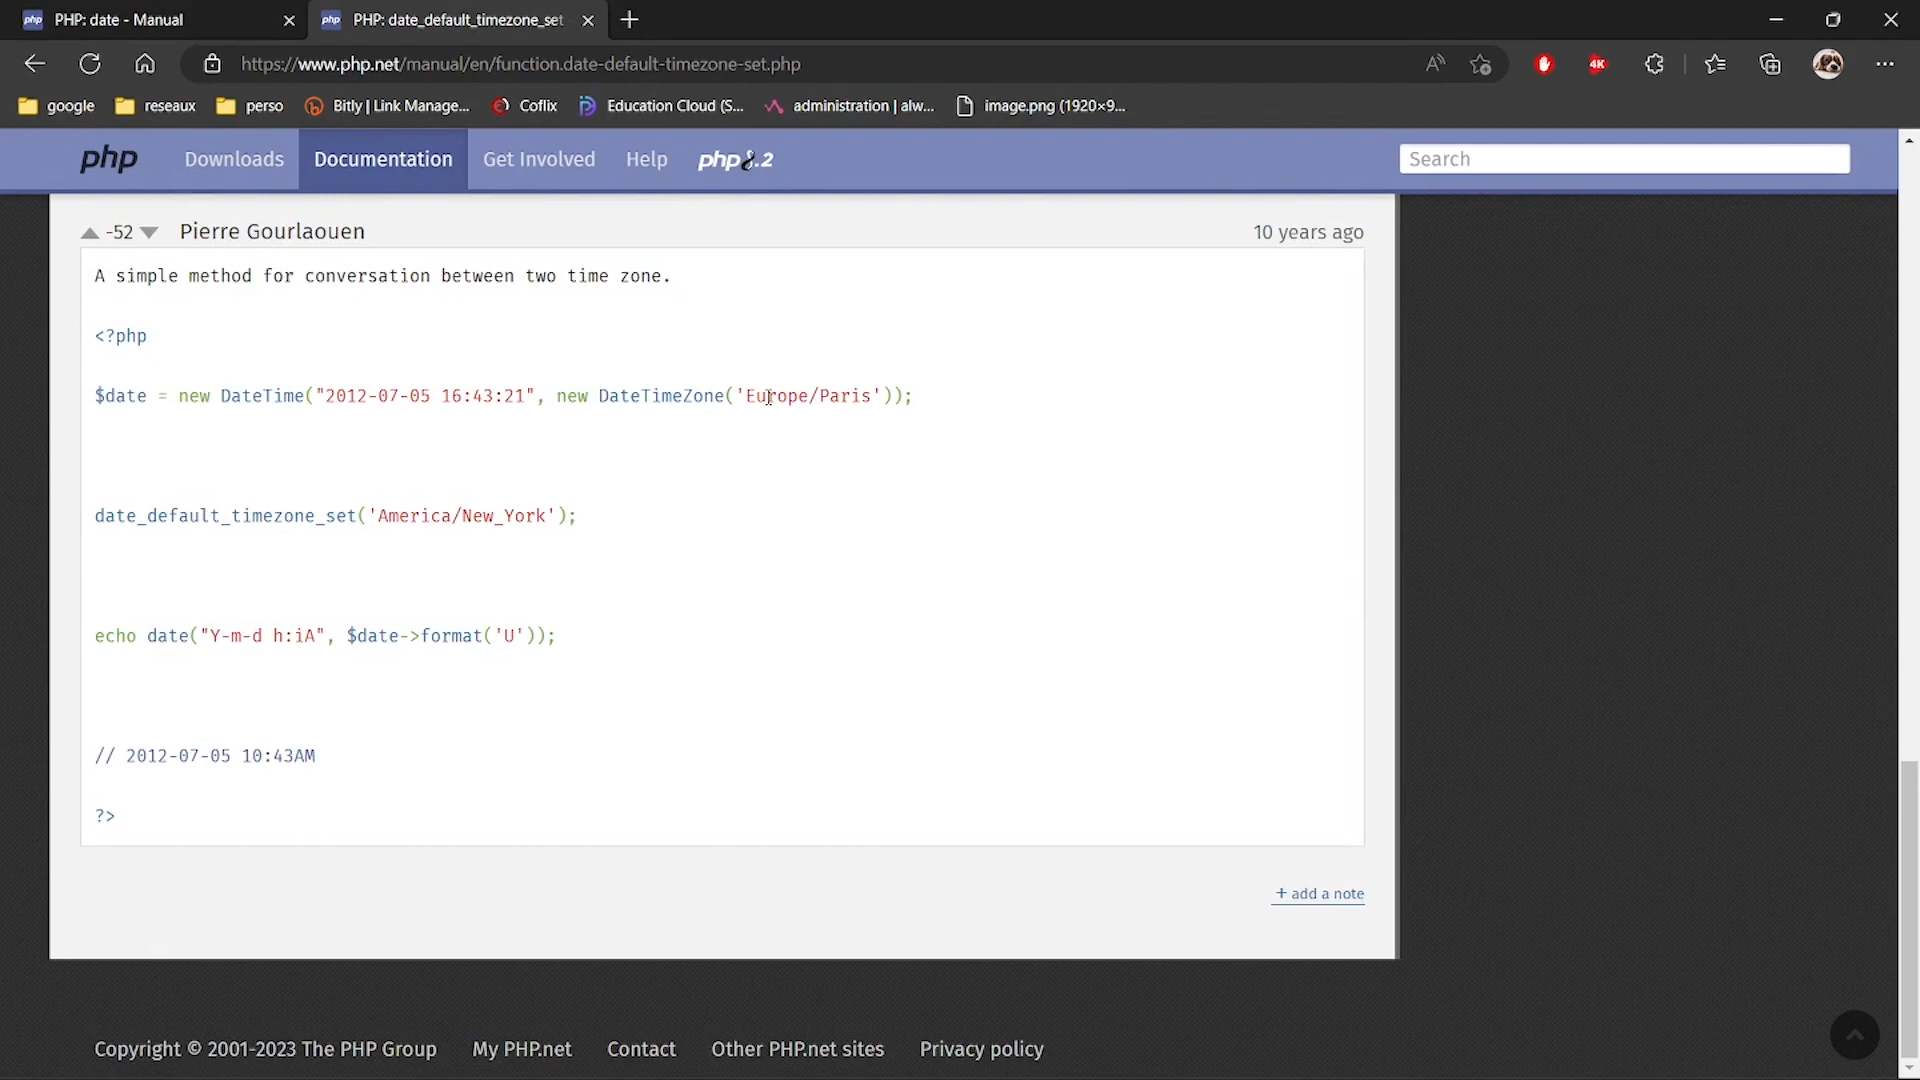 php PHP: date - Manual
php PHP: date_default_timezone_set
https://www.php.net/manual/en/function.date-default-timezone-set.php
4K
google reseaux perso Bitly | Link Manage... Coflix Education Cloud (S... administration | alw... image.png (1920×9...
php Downloads Documentation Get Involved Help php8.2 Search
-52 Pierre Gourlaouen 10 years ago
A simple method for conversation between two time zone.
<?php
$date = new DateTime("2012-07-05 16:43:21", new DateTimeZone('Europe/Paris'));
date_default_timezone_set('America/New_York');
echo date("Y-m-d h:iA", $date->format('U'));
// 2012-07-05 10:43AM
?>
+ add a note
Copyright © 2001-2023 The PHP Group My PHP.net Contact Other PHP.net sites Privacy policy